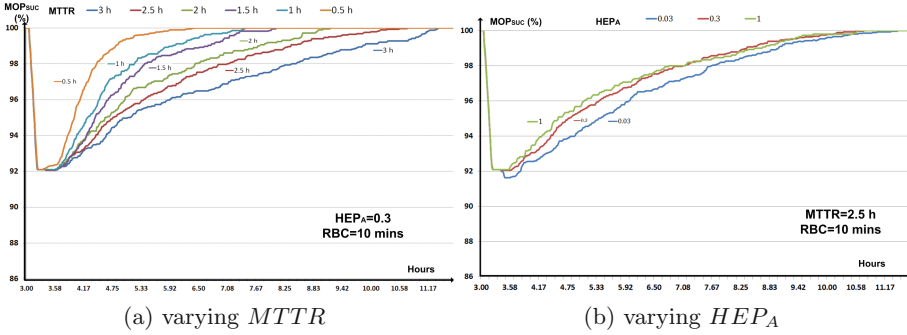 MOPSUC (%) MTTR 3 h 2.5 h 2 h 1.5 h 1 h 0.5 h
100
98
96
94
92
90
88
86
0.5 h
1 h
1.5 h
2 h
2.5 h
3 h
HEPA=0.3
RBC=10 mins
Hours
3.00 3.58 4.17 4.75 5.33 5.92 6.50 7.08 7.67 8.25 8.83 9.42 10.00 10.58 11.17
(a) varying MTTR
MOPSUC (%) HEPA 0.03 0.3 1
100
98
96
94
92
90
88
86
1
0.3
0.03
MTTR=2.5 h
RBC=10 mins
Hours
3.00 3.58 4.17 4.75 5.33 5.92 6.50 7.08 7.67 8.25 8.83 9.42 10.00 10.58 11.17
(b) varying HEPA